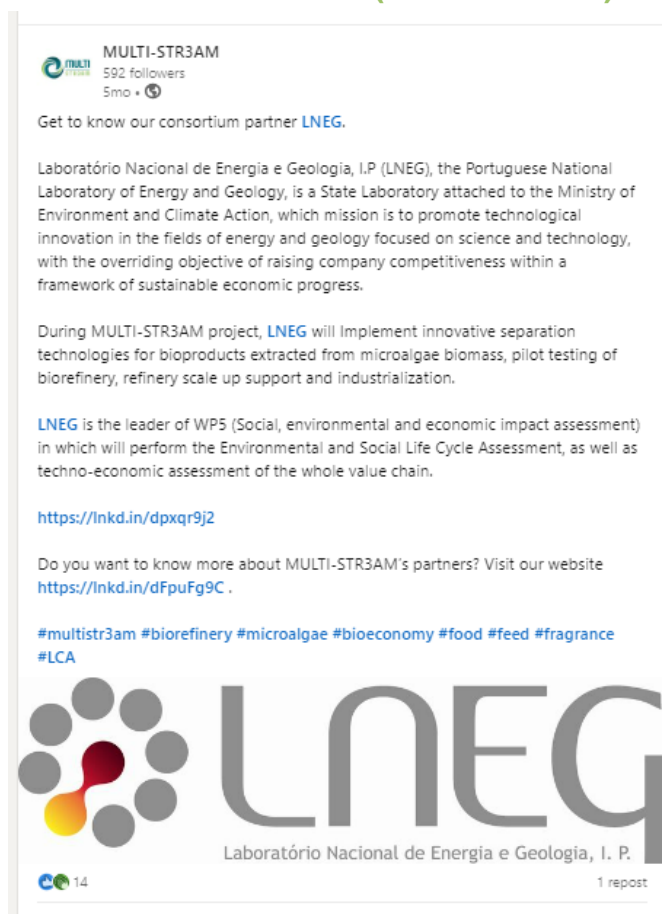 MULTI
STR3AM
MULTI-STR3AM
592 followers
5mo •
Get to know our consortium partner LNEG.
Laboratório Nacional de Energia e Geologia, I.P (LNEG), the Portuguese National
Laboratory of Energy and Geology, is a State Laboratory attached to the Ministry of
Environment and Climate Action, which mission is to promote technological
innovation in the fields of energy and geology focused on science and technology,
with the overriding objective of raising company competitiveness within a
framework of sustainable economic progress.
During MULTI-STR3AM project, LNEG will Implement innovative separation
technologies for bioproducts extracted from microalgae biomass, pilot testing of
biorefinery, refinery scale up support and industrialization.
LNEG is the leader of WP5 (Social, environmental and economic impact assessment)
in which will perform the Environmental and Social Life Cycle Assessment, as well as
techno-economic assessment of the whole value chain.
https://lnkd.in/dpxqr9j2
Do you want to know more about MULTI-STR3AM's partners? Visit our website
https://lnkd.in/dFpuFg9C .
#multistr3am #biorefinery #microalgae #bioeconomy #food #feed #fragrance
#LCA
LNEG
Laboratório Nacional de Energia e Geologia, I. P.
14
1 repost